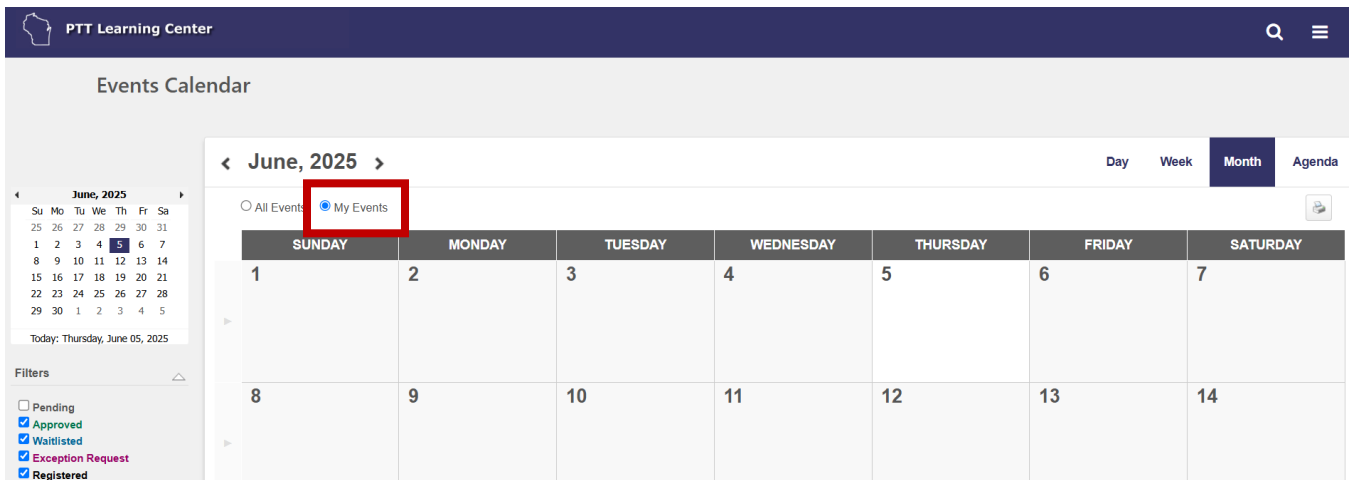 PTT Learning Center
Events Calendar
June, 2025
Day Week Month Agenda
All Events My Events
June, 2025
Su Mo Tu We Th Fr Sa
25 26 27 28 29 30 31
1 2 3 4 5 6 7
8 9 10 11 12 13 14
15 16 17 18 19 20 21
22 23 24 25 26 27 28
29 30 1 2 3 4 5
Today: Thursday, June 05, 2025
Filters
Pending
Approved
Waitlisted
Exception Request
Registered
SUNDAY MONDAY TUESDAY WEDNESDAY THURSDAY FRIDAY SATURDAY
1 2 3 4 5 6 7
8 9 10 11 12 13 14